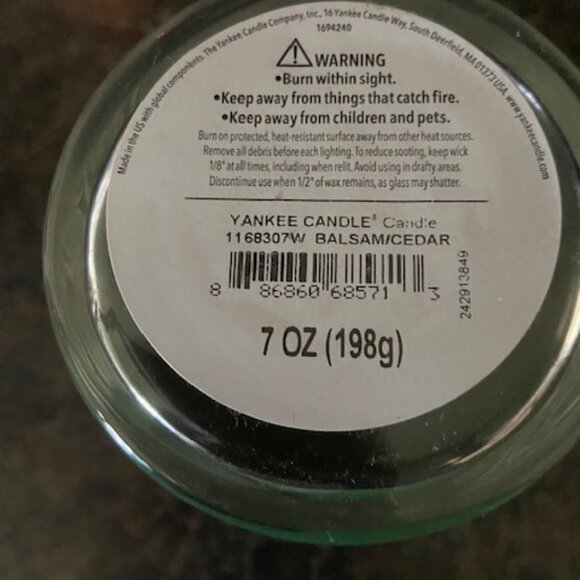 Made in the US with global components. The Yankee Candle Company, Inc., 16 Yankee Candle Way, South Deerfield, MA 01373 USA. www.yankeecandle.com
1694240
WARNING
•Burn within sight.
•Keep away from things that catch fire.
•Keep away from children and pets.
Burn on protected, heat-resistant surface away from other heat sources.
Remove all debris before each lighting. To reduce sooting, keep wick
1/8" at all times, including when relit. Avoid using in drafty areas.
Discontinue use when 1/2" of wax remains, as glass may shatter.
YANKEE CANDLE® Candle
1168307W BALSAM/CEDAR
8 86860 68571 3
242913849
7 OZ (198g)